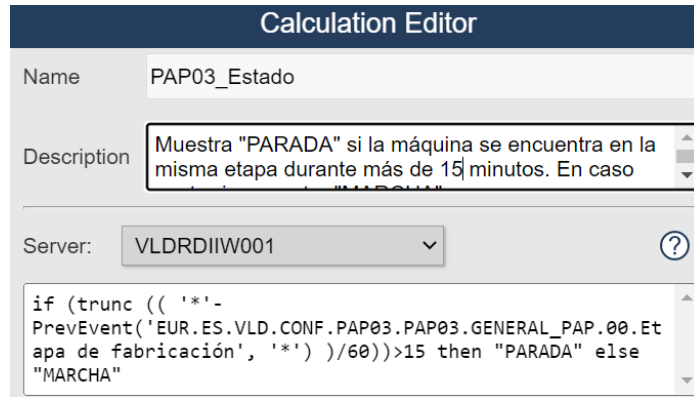 Calculation Editor
Name PAP03_Estado
Description Muestra "PARADA" si la máquina se encuentra en la
misma etapa durante más de 15 minutos. En caso
"MARCHA"
Server: VLDRDIIW001
?
if (trunc (( '*'-
PrevEvent('EUR.ES.VLD.CONF.PAP03.PAP03.GENERAL_PAP.00.Et
apa de fabricación', '*') )/60))>15 then "PARADA" else
"MARCHA"